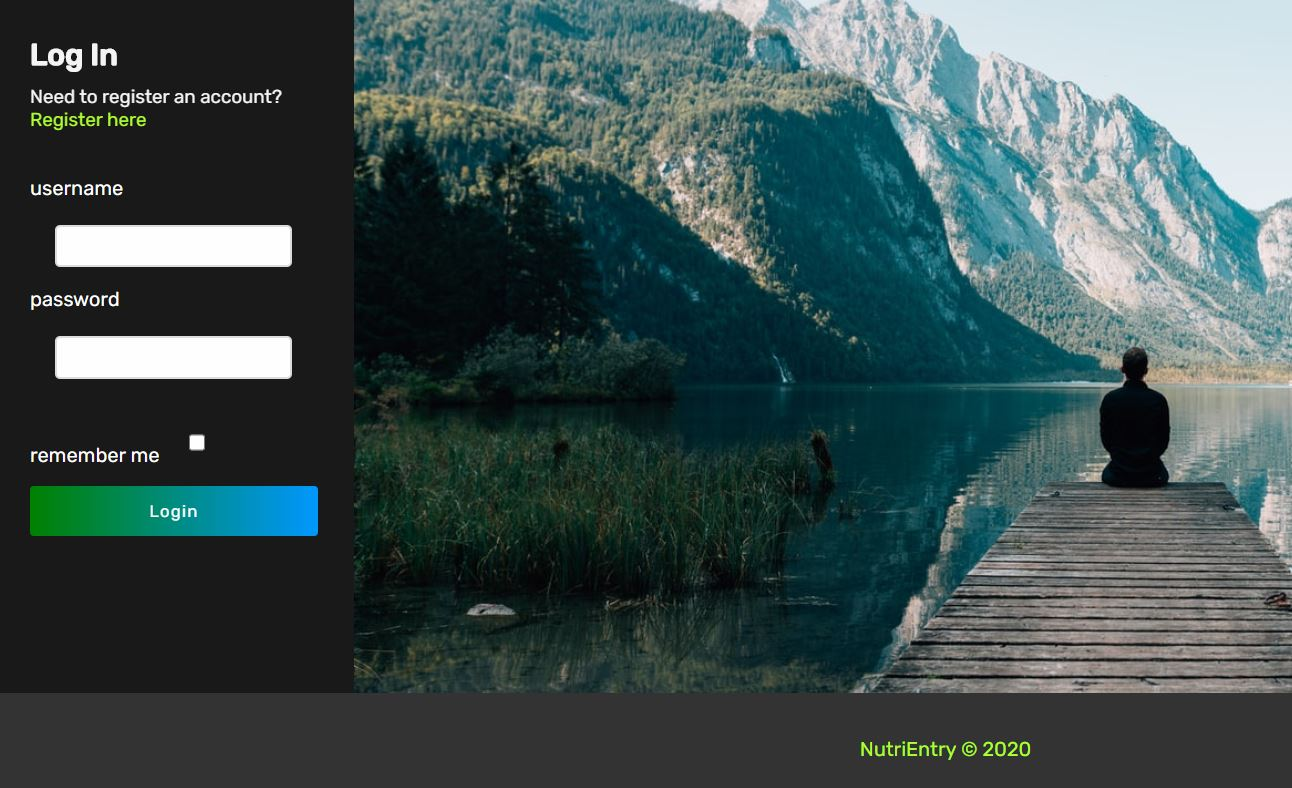 Log In
Need to register an account?
Register here
username
password
remember me
Login
NutriEntry © 2020